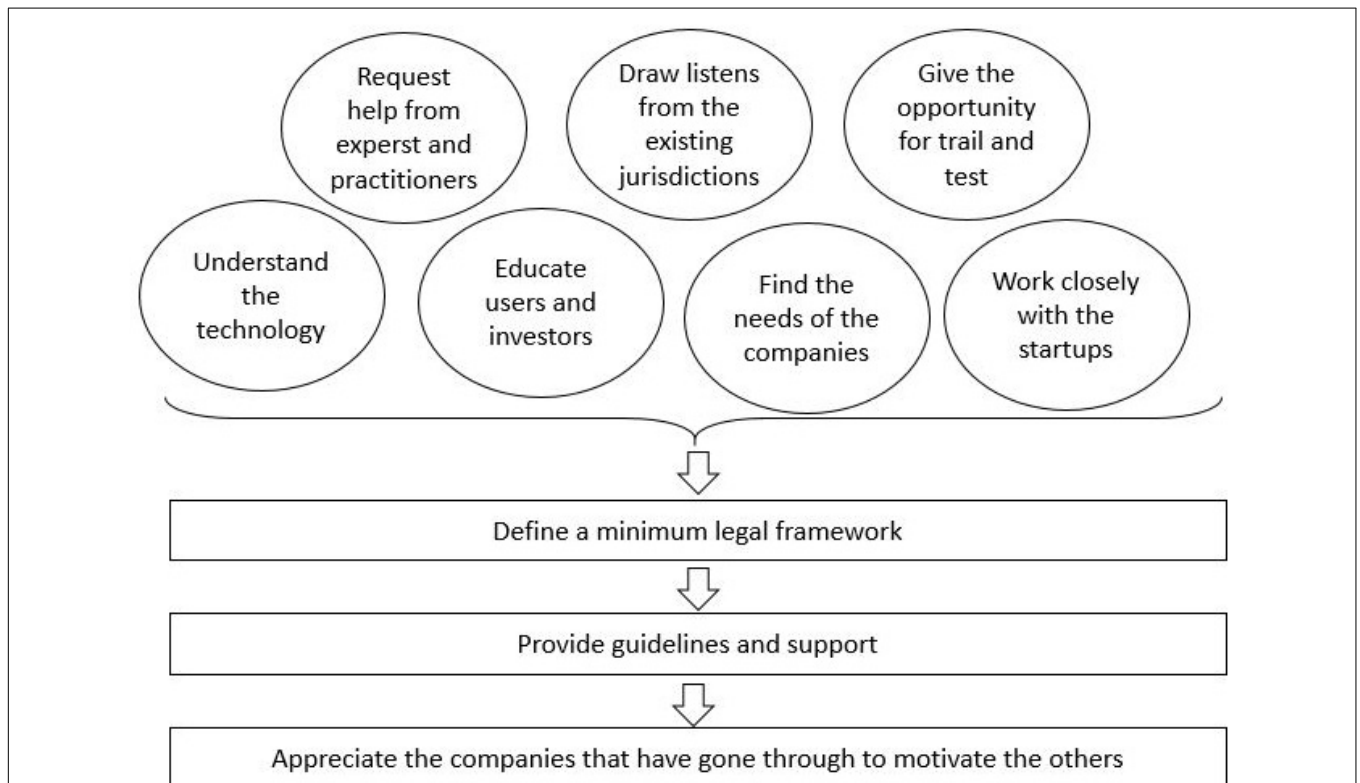 Request
help from
experst and
practitioners
Draw listens
from the
existing
jurisdictions
Give the
opportunity
for trail and
test
Understand
the
technology
Educate
users and
investors
Find the
needs of the
companies
Work closely
with the
startups
Define a minimum legal framework
Provide guidelines and support
Appreciate the companies that have gone through to motivate the others